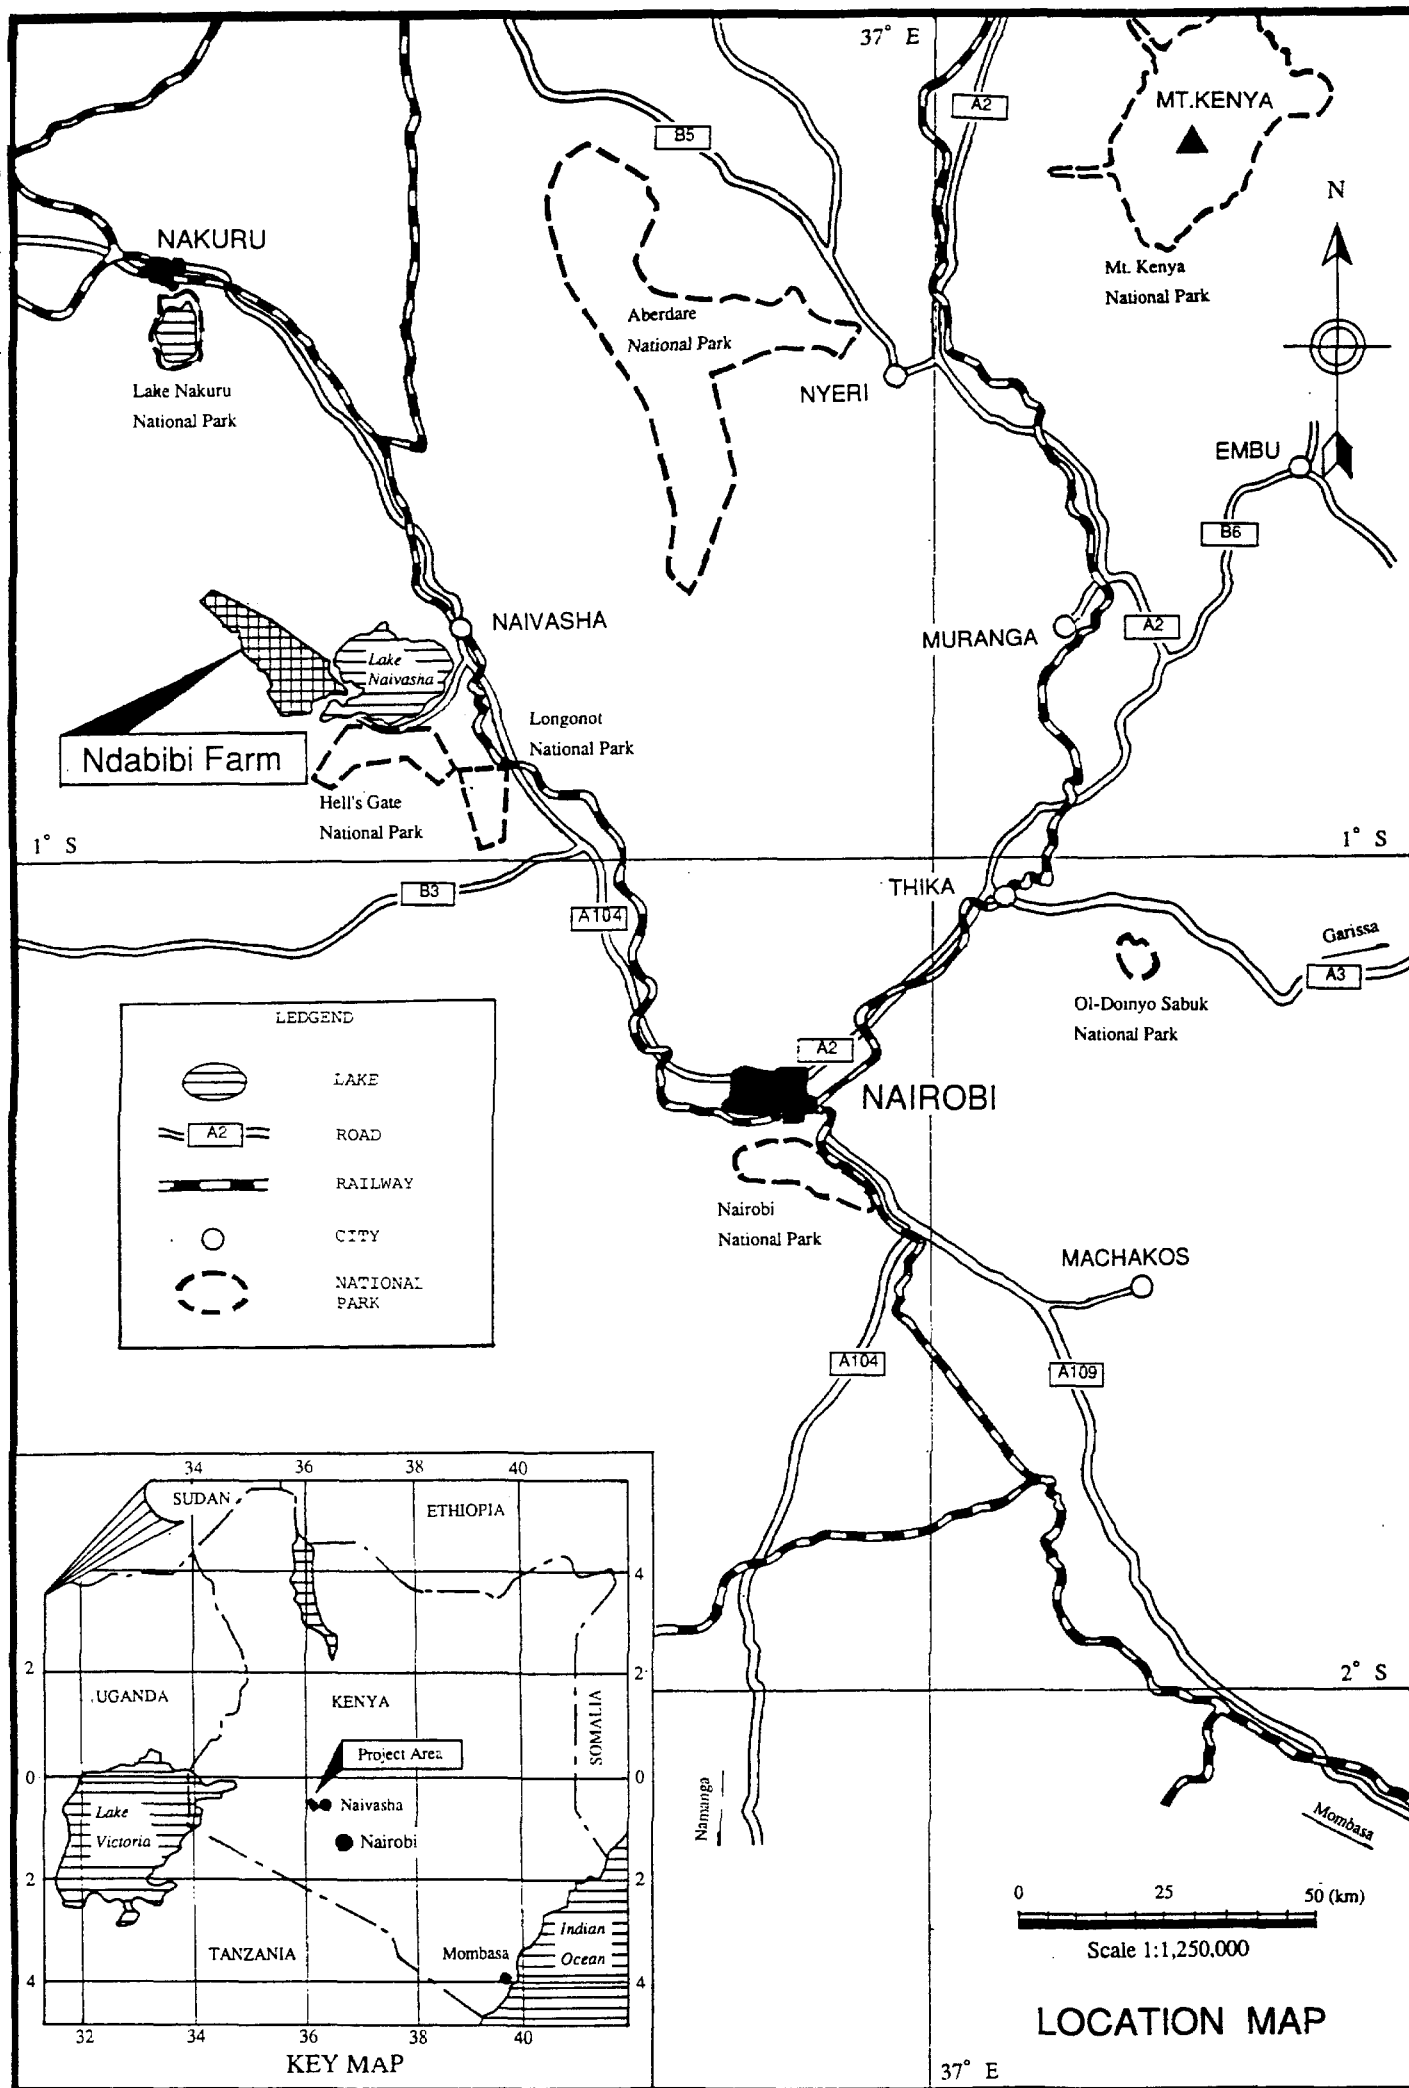 37° E
A2
MT.KENYA
B5
N
NAKURU
Mt. Kenya
National Park
Aberdare
National Park
Lake Nakuru
National Park
NYERI
EMBU
B6
NAIVASHA
MURANGA
A2
Lake
Naivasha
Longonot
National Park
Ndabibi Farm
Hell's Gate
National Park
1° S
1° S
B3
THIKA
A104
Garissa
A3
Ol-Doinyo Sabuk
National Park
LEDGEND
LAKE
A2
ROAD
RAILWAY
CITY
NATIONAL
PARK
A2
NAIROBI
Nairobi
National Park
MACHAKOS
A104
A109
34
36
38
40
SUDAN
ETHIOPIA
4
2
2
UGANDA
KENYA
SOMALIA
Project Area
0
0
Naivasha
Lake
Victoria
Nairobi
2
2
Indian
Ocean
TANZANIA
Mombasa
4
4
32
34
36
38
40
KEY MAP
2° S
Namanga
Mombasa
0 25 50 (km)
Scale 1:1,250,000
LOCATION MAP
37° E